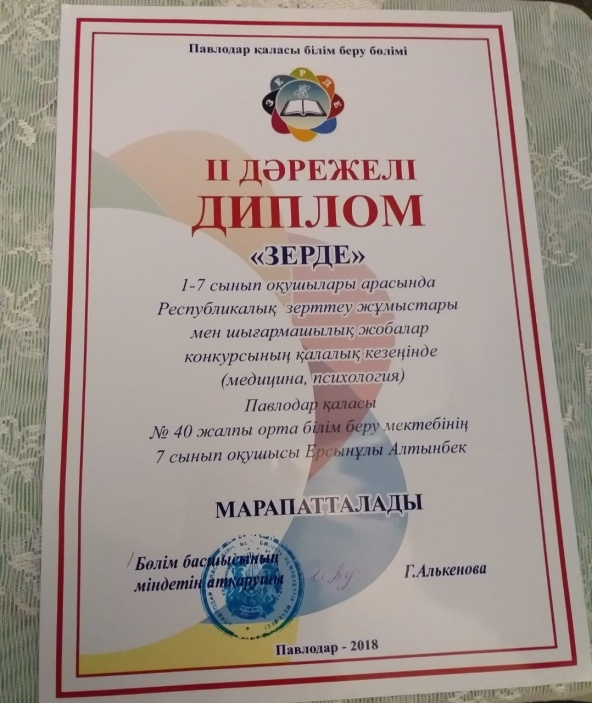 Павлодар қаласы білім беру бөлімі
ЗЕРДЕ
ІІ ДӘРЕЖЕЛІ
ДИПЛОМ
«ЗЕРДЕ»
1-7 сынып оқушылары арасында
Республикалық зерттеу жұмыстары
мен шығармашылық жобалар
конкурсының қалалық кезеңінде
(медицина, психология)
Павлодар қаласы
№ 40 жалпы орта білім беру мектебінің
7 сынып оқушысы Ерсынұлы Алтынбек
МАРАПАТТАЛАДЫ
Бөлім басшысының
міндетін атқарушы
Г.Алькенова
Павлодар - 2018